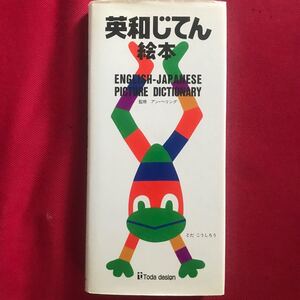 英和じてん
絵本
ENGLISH-JAPANESE
PICTURE DICTIONARY
監修 アン・ヘリング
とだ こうしろう
Toda design